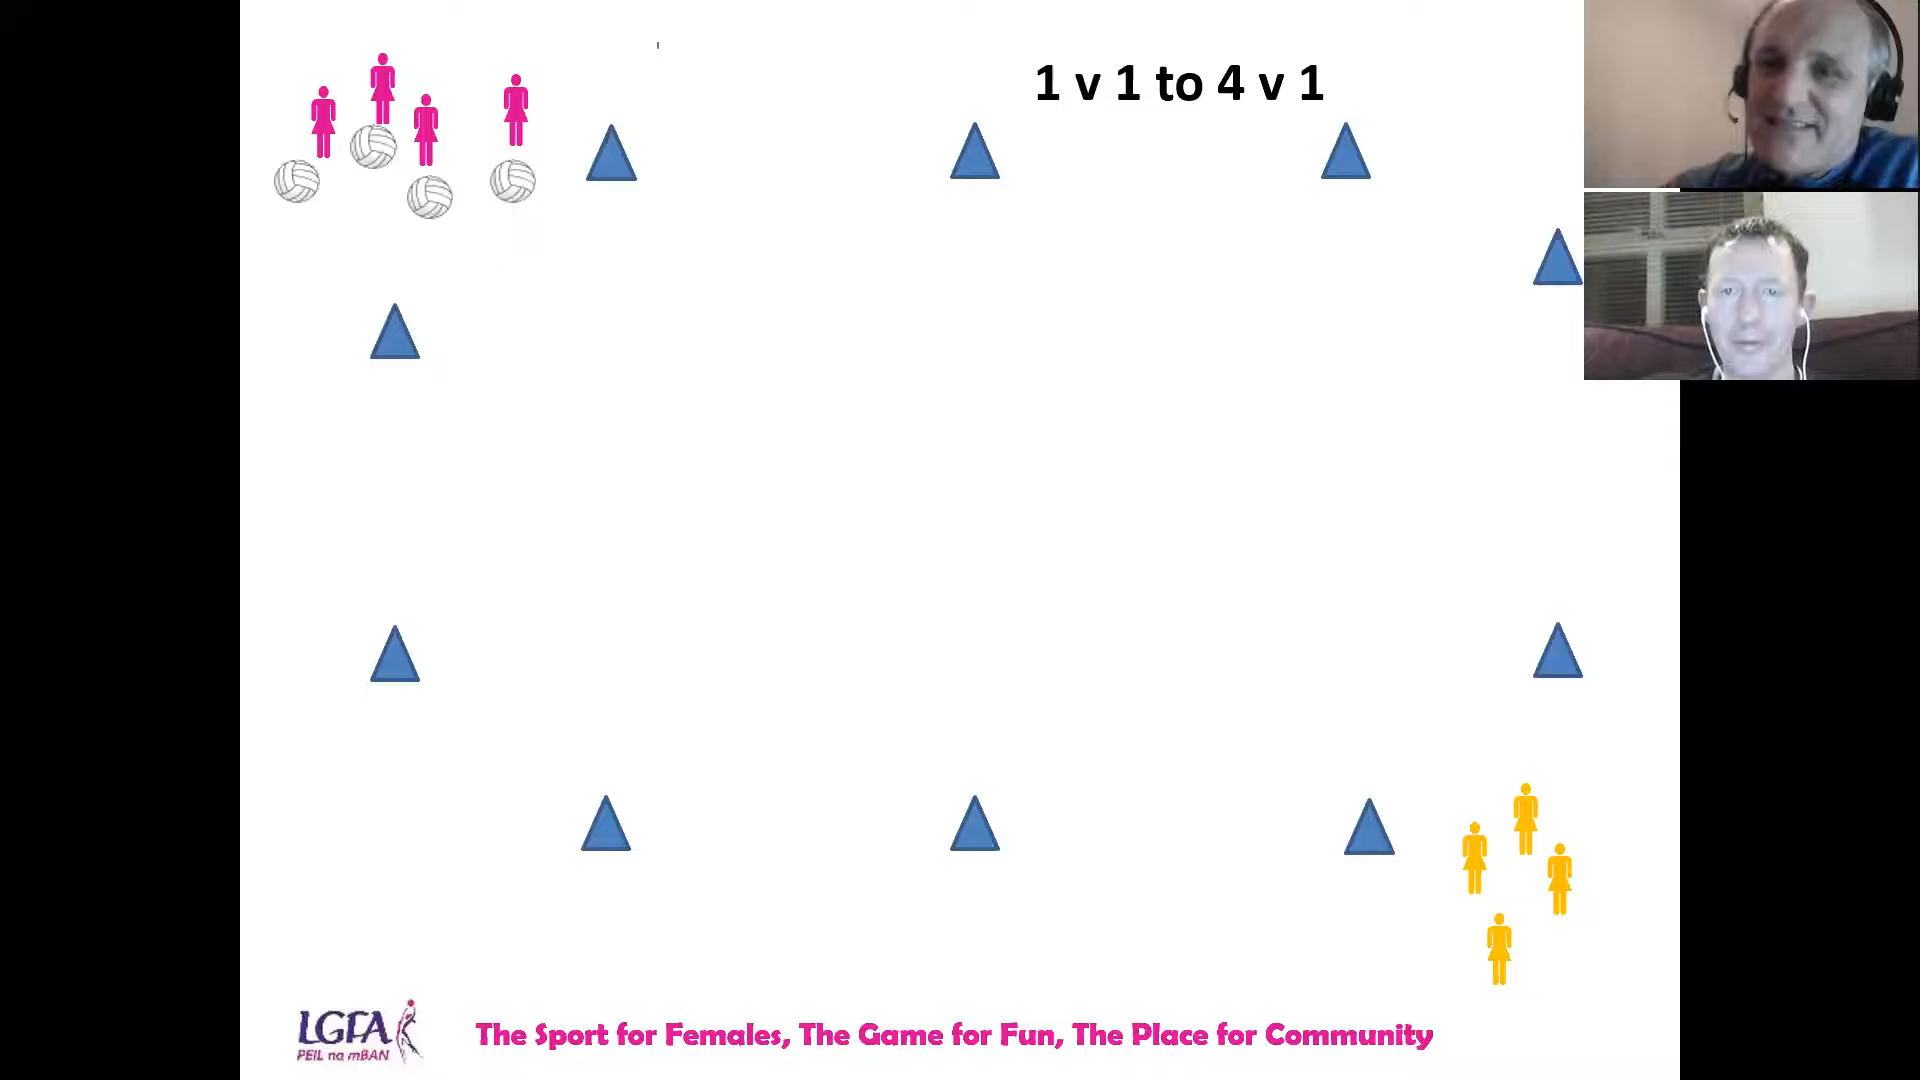 1 v 1 to 4 v 1
LGFA
PEIL na mBAN
The Sport for Females, The Game for Fun, The Place for Community